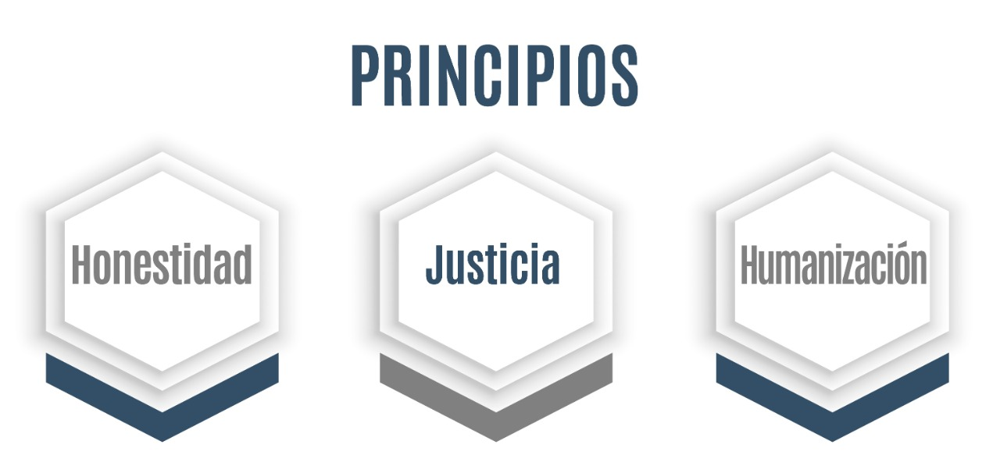 PRINCIPIOS
Honestidad
Justicia
Humanización